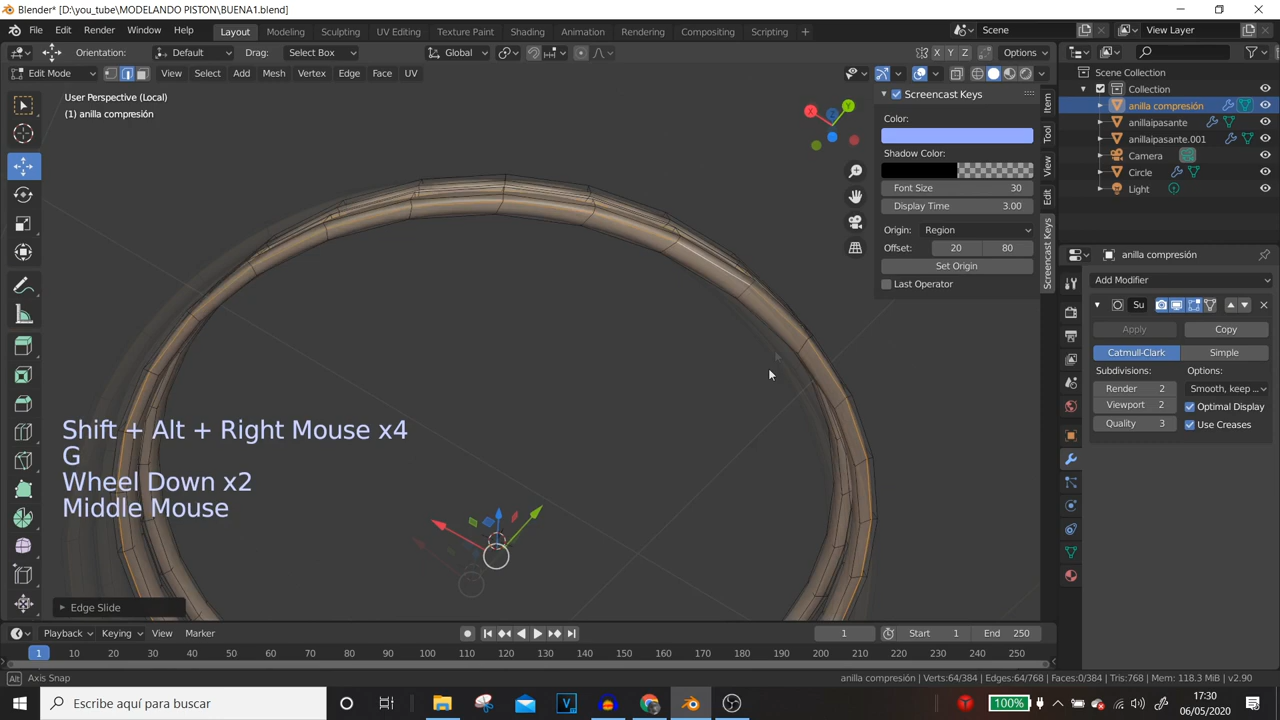 Blender* [D:\you_tube\MODELANDO PISTON\BUENA1.blend]
File Edit Render Window Help Layout Modeling Sculpting UV Editing Texture Paint Shading Animation Rendering Compositing Scripting + Scene View Layer
Orientation: Default Drag: Select Box Global X Y Z Options
Edit Mode View Select Add Mesh Vertex Edge Face UV
User Perspective (Local)
(1) anilla compresión
Screencast Keys
Color:
Shadow Color:
Font Size 30
Display Time 3.00
Origin: Region
Offset: 20 80
Set Origin
Last Operator
Item
Tool
View
Edit
Screencast Keys
Scene Collection
Collection
anilla compresión
anillaipasante
anillaipasante.001
Camera
Circle
Light
anilla compresión
Add Modifier
Su
Apply Copy
Catmull-Clark Simple
Subdivisions: Options:
Render 2 Smooth, keep ...
Viewport 2 Optimal Display
Quality 3 Use Creases
Shift + Alt + Right Mouse x4
G
Wheel Down x2
Middle Mouse
Edge Slide
Playback Keying View Marker 1 Start 1 End 250
1 10 20 30 40 50 60 70 80 90 100 110 120 130 140 150 160 170 180 190 200 210 220 230 240 250
Alt Axis Snap anilla compresión | Verts:64/384 | Edges:64/768 | Faces:0/384 | Tris:768 | Mem: 118.3 MiB | v2.90
Escribe aquí para buscar 100% 17:30
06/05/2020